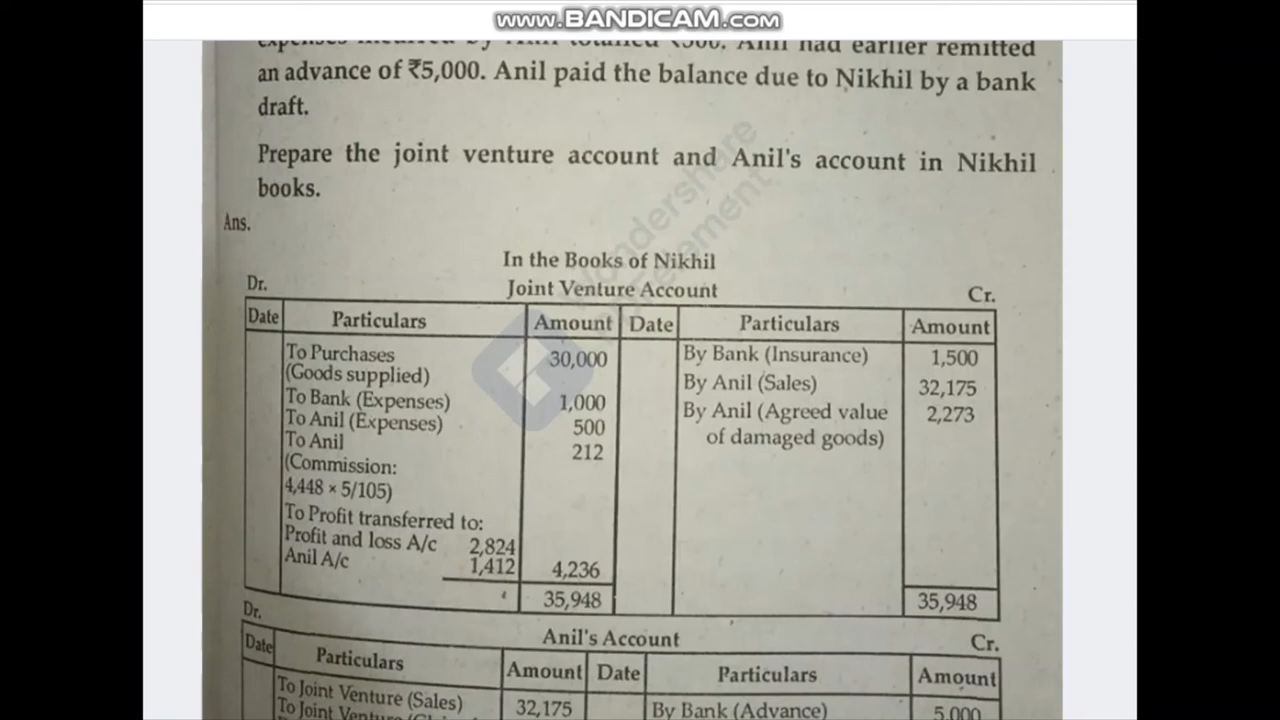 www.BANDICAM.com
an advance of ₹5,000. Anil paid the balance due to Nikhil by a bank
draft.
Prepare the joint venture account and Anil's account in Nikhil
books.
Ans.
In the Books of Nikhil
Dr. Joint Venture Account Cr.
Date Particulars Amount Date Particulars Amount
To Purchases 30,000 By Bank (Insurance) 1,500
(Goods supplied) By Anil (Sales) 32,175
To Bank (Expenses) 1,000 By Anil (Agreed value 2,273
To Anil (Expenses) 500 of damaged goods)
To Anil 212
(Commission:
4,448 × 5/105)
To Profit transferred to:
Profit and loss A/c 2,824
Anil A/c 1,412 4,236
35,948 35,948
Dr. Anil's Account Cr.
Date Particulars Amount Date Particulars Amount
To Joint Venture (Sales) 32,175 By Bank (Advance) 5,000
To Joint Venture
Wondershare